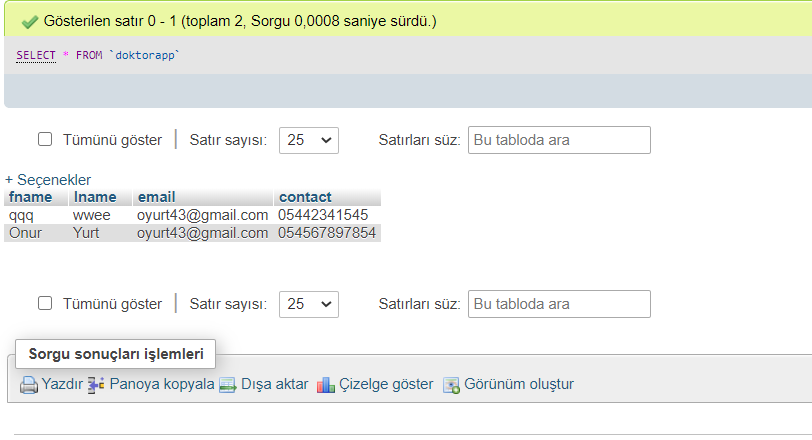 Gösterilen satır 0 - 1 (toplam 2, Sorgu 0,0008 saniye sürdü.)
SELECT * FROM `doktorapp`
Tümünü göster | Satır sayısı: 25 Satırları süz: Bu tabloda ara
+ Seçenekler
fname lname email contact
qqq wwee oyurt43@gmail.com 05442341545
Onur Yurt oyurt43@gmail.com 054567897854
Tümünü göster | Satır sayısı: 25 Satırları süz: Bu tabloda ara
Sorgu sonuçları işlemleri
Yazdır Panoya kopyala Dışa aktar Çizelge göster Görünüm oluştur